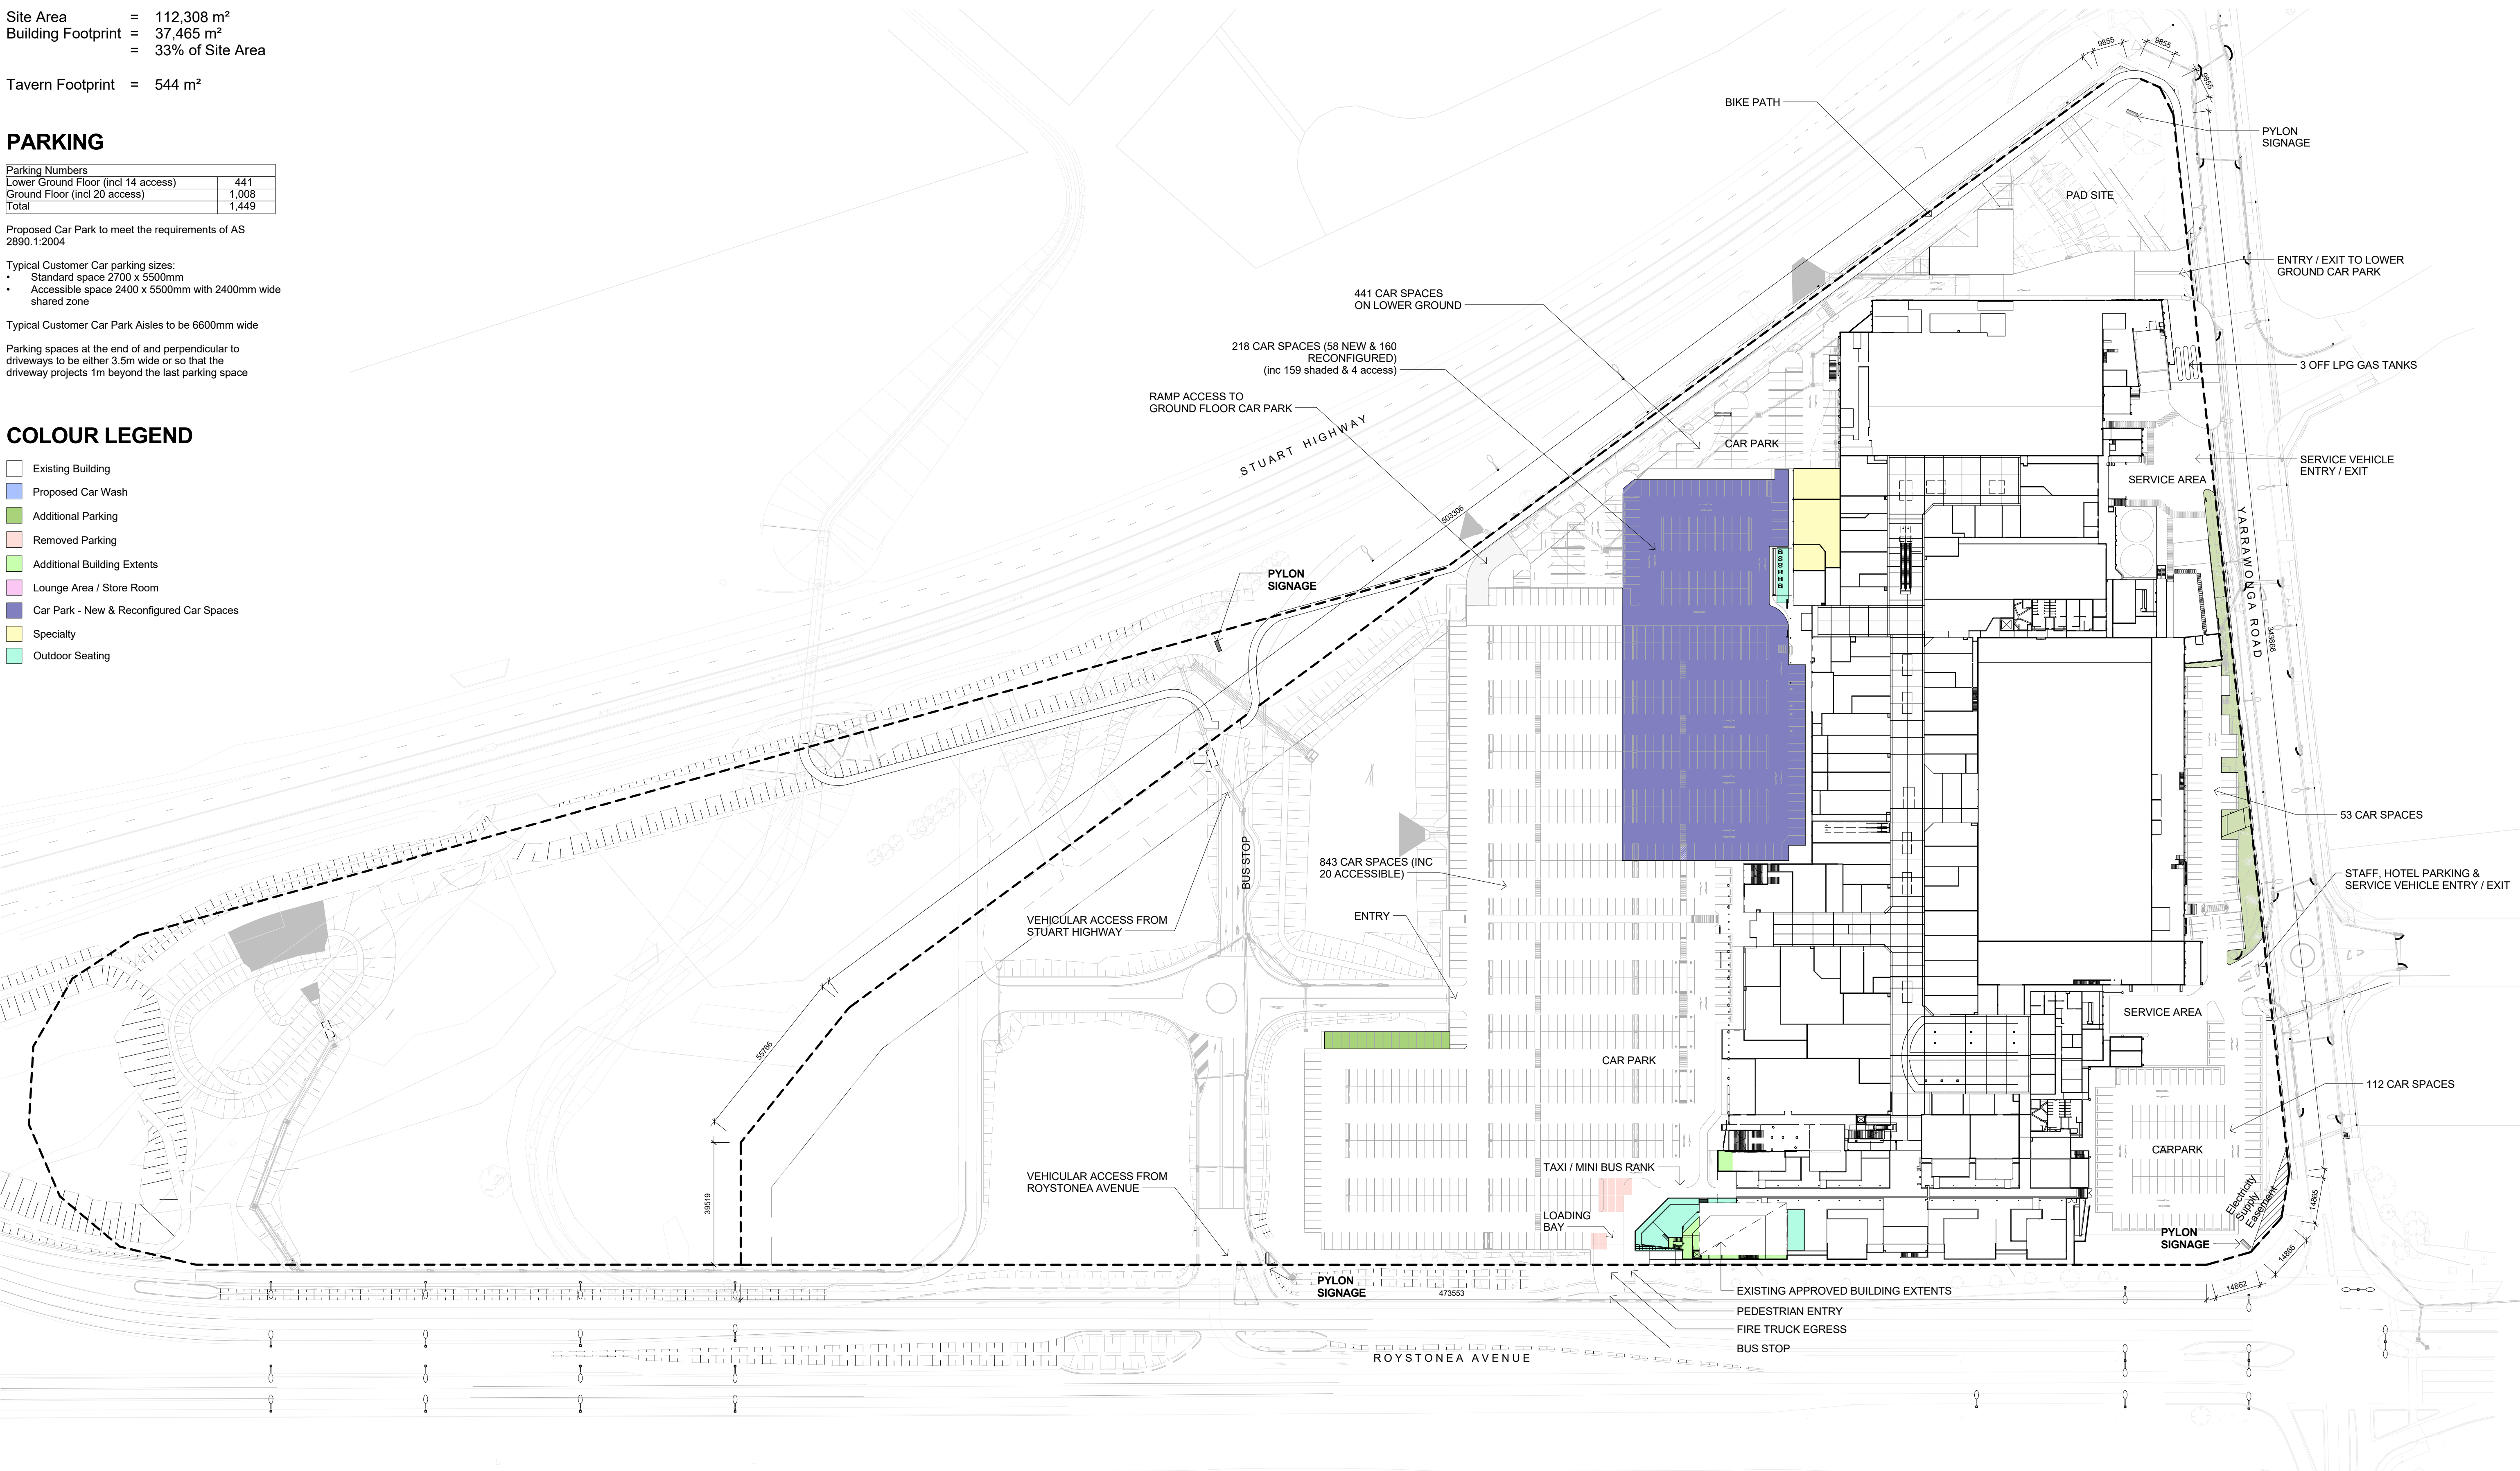 Site Area = 112,308 m²
Building Footprint = 37,465 m²
= 33% of Site Area
Tavern Footprint = 544 m²
PARKING
Parking Numbers
Lower Ground Floor (incl 14 access) 441
Ground Floor (incl 20 access) 1,008
Total 1,449
Proposed Car Park to meet the requirements of AS
2890.1:2004
Typical Customer Car parking sizes:
• Standard space 2700 x 5500mm
• Accessible space 2400 x 5500mm with 2400mm wide
shared zone
Typical Customer Car Park Aisles to be 6600mm wide
Parking spaces at the end of and perpendicular to
driveways to be either 3.5m wide or so that the
driveway projects 1m beyond the last parking space
COLOUR LEGEND
Existing Building
Proposed Car Wash
Additional Parking
Removed Parking
Additional Building Extents
Lounge Area / Store Room
Car Park - New & Reconfigured Car Spaces
Specialty
Outdoor Seating
9855
9855
9855
BIKE PATH
PYLON
SIGNAGE
PAD SITE
ENTRY / EXIT TO LOWER
GROUND CAR PARK
441 CAR SPACES
ON LOWER GROUND
218 CAR SPACES (58 NEW & 160
RECONFIGURED)
(inc 159 shaded & 4 access)
3 OFF LPG GAS TANKS
RAMP ACCESS TO
GROUND FLOOR CAR PARK
STUART HIGHWAY
CAR PARK
SERVICE VEHICLE
ENTRY / EXIT
SERVICE AREA
503306
YARRAWONGA ROAD
343866
PYLON
SIGNAGE
53 CAR SPACES
BUS STOP
843 CAR SPACES (INC
20 ACCESSIBLE)
STAFF, HOTEL PARKING &
SERVICE VEHICLE ENTRY / EXIT
VEHICULAR ACCESS FROM
STUART HIGHWAY
ENTRY
SERVICE AREA
55766
CAR PARK
112 CAR SPACES
CARPARK
TAXI / MINI BUS RANK
VEHICULAR ACCESS FROM
ROYSTONEA AVENUE
39519
LOADING
BAY
Electricity
Supply
Easement
14865
PYLON
SIGNAGE
14865
14862
PYLON
SIGNAGE
473553
EXISTING APPROVED BUILDING EXTENTS
PEDESTRIAN ENTRY
FIRE TRUCK EGRESS
BUS STOP
ROYSTONEA AVENUE